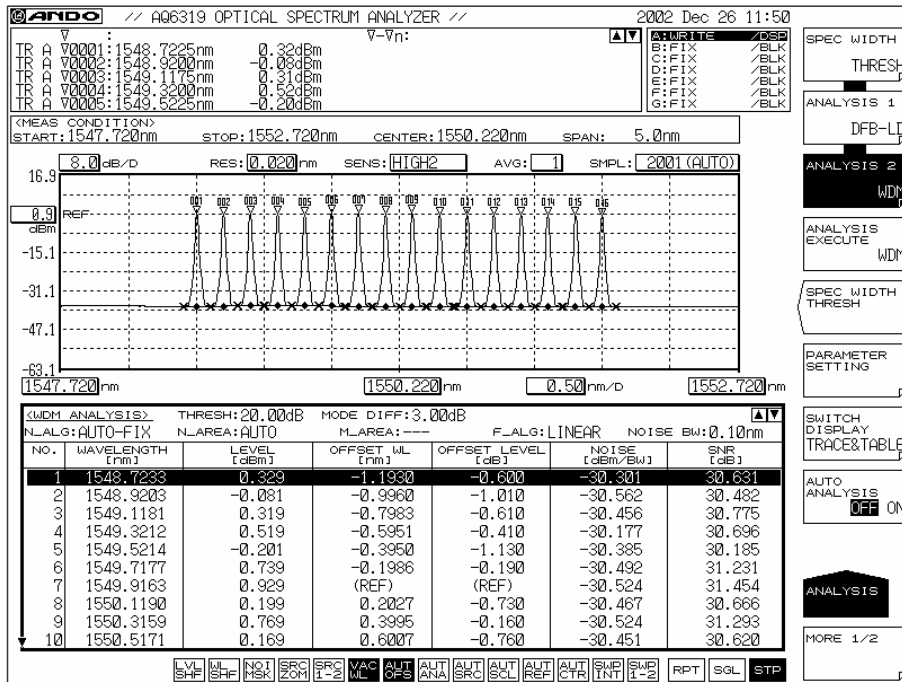 ANDO // AQ6319 OPTICAL SPECTRUM ANALYZER // 2002 Dec 26 11:50
∇ : ∇-∇n:
TR A ∇0001:1548.7225nm 0.32dBm
TR A ∇0002:1548.9200nm -0.08dBm
TR A ∇0003:1549.1175nm 0.31dBm
TR A ∇0004:1549.3200nm 0.52dBm
TR A ∇0005:1549.5225nm -0.20dBm
A:WRITE /DSP
B:FIX /BLK
C:FIX /BLK
D:FIX /BLK
E:FIX /BLK
F:FIX /BLK
G:FIX /BLK
<MEAS CONDITION>
START:1547.720nm STOP:1552.720nm CENTER:1550.220nm SPAN: 5.0nm
8.0 dB/D RES: 0.020 nm SENS: HIGH2 AVG: 1 SMPL: 2001(AUTO)
16.9
001 002 003 004 005 006 007 008 009 010 011 012 013 014 015 016
0.9 REF
dBm
-15.1
-31.1
-47.1
-63.1
1547.720 nm 1550.220 nm 0.50 nm/D 1552.720 nm
<WDM ANALYSIS> THRESH:20.00dB MODE DIFF:3.00dB
N_ALG:AUTO-FIX N_AREA:AUTO M_AREA:--- F_ALG:LINEAR NOISE BW:0.10nm
NO. WAVELENGTH LEVEL OFFSET WL OFFSET LEVEL NOISE SNR
[nm] [dBm] [nm] [dB] [dBm/BW] [dB]
1 1548.7233 0.329 -1.1930 -0.600 -30.301 30.631
2 1548.9203 -0.081 -0.9960 -1.010 -30.562 30.482
3 1549.1181 0.319 -0.7983 -0.610 -30.456 30.775
4 1549.3212 0.519 -0.5951 -0.410 -30.177 30.696
5 1549.5214 -0.201 -0.3950 -1.130 -30.385 30.185
6 1549.7177 0.739 -0.1986 -0.190 -30.492 31.231
7 1549.9163 0.929 (REF) (REF) -30.524 31.454
8 1550.1190 0.199 0.2027 -0.730 -30.467 30.666
9 1550.3159 0.769 0.3995 -0.160 -30.524 31.293
10 1550.5171 0.169 0.6007 -0.760 -30.451 30.620
LVL SHF
WL SHF
NOI MSK
SRC ZOM
SRC 1-2
VAC WL
AUT OFS
AUT ANA
AUT SRC
AUT SCL
AUT REF
AUT CTR
SWP INT
SWP 1-2
RPT
SGL
STP
SPEC WIDTH
THRESH
ANALYSIS 1
DFB-LD
ANALYSIS 2
WDM
ANALYSIS
EXECUTE
WDM
SPEC WIDTH
THRESH
PARAMETER
SETTING
SWITCH
DISPLAY
TRACE&TABLE
AUTO
ANALYSIS
OFF ON
ANALYSIS
MORE 1/2